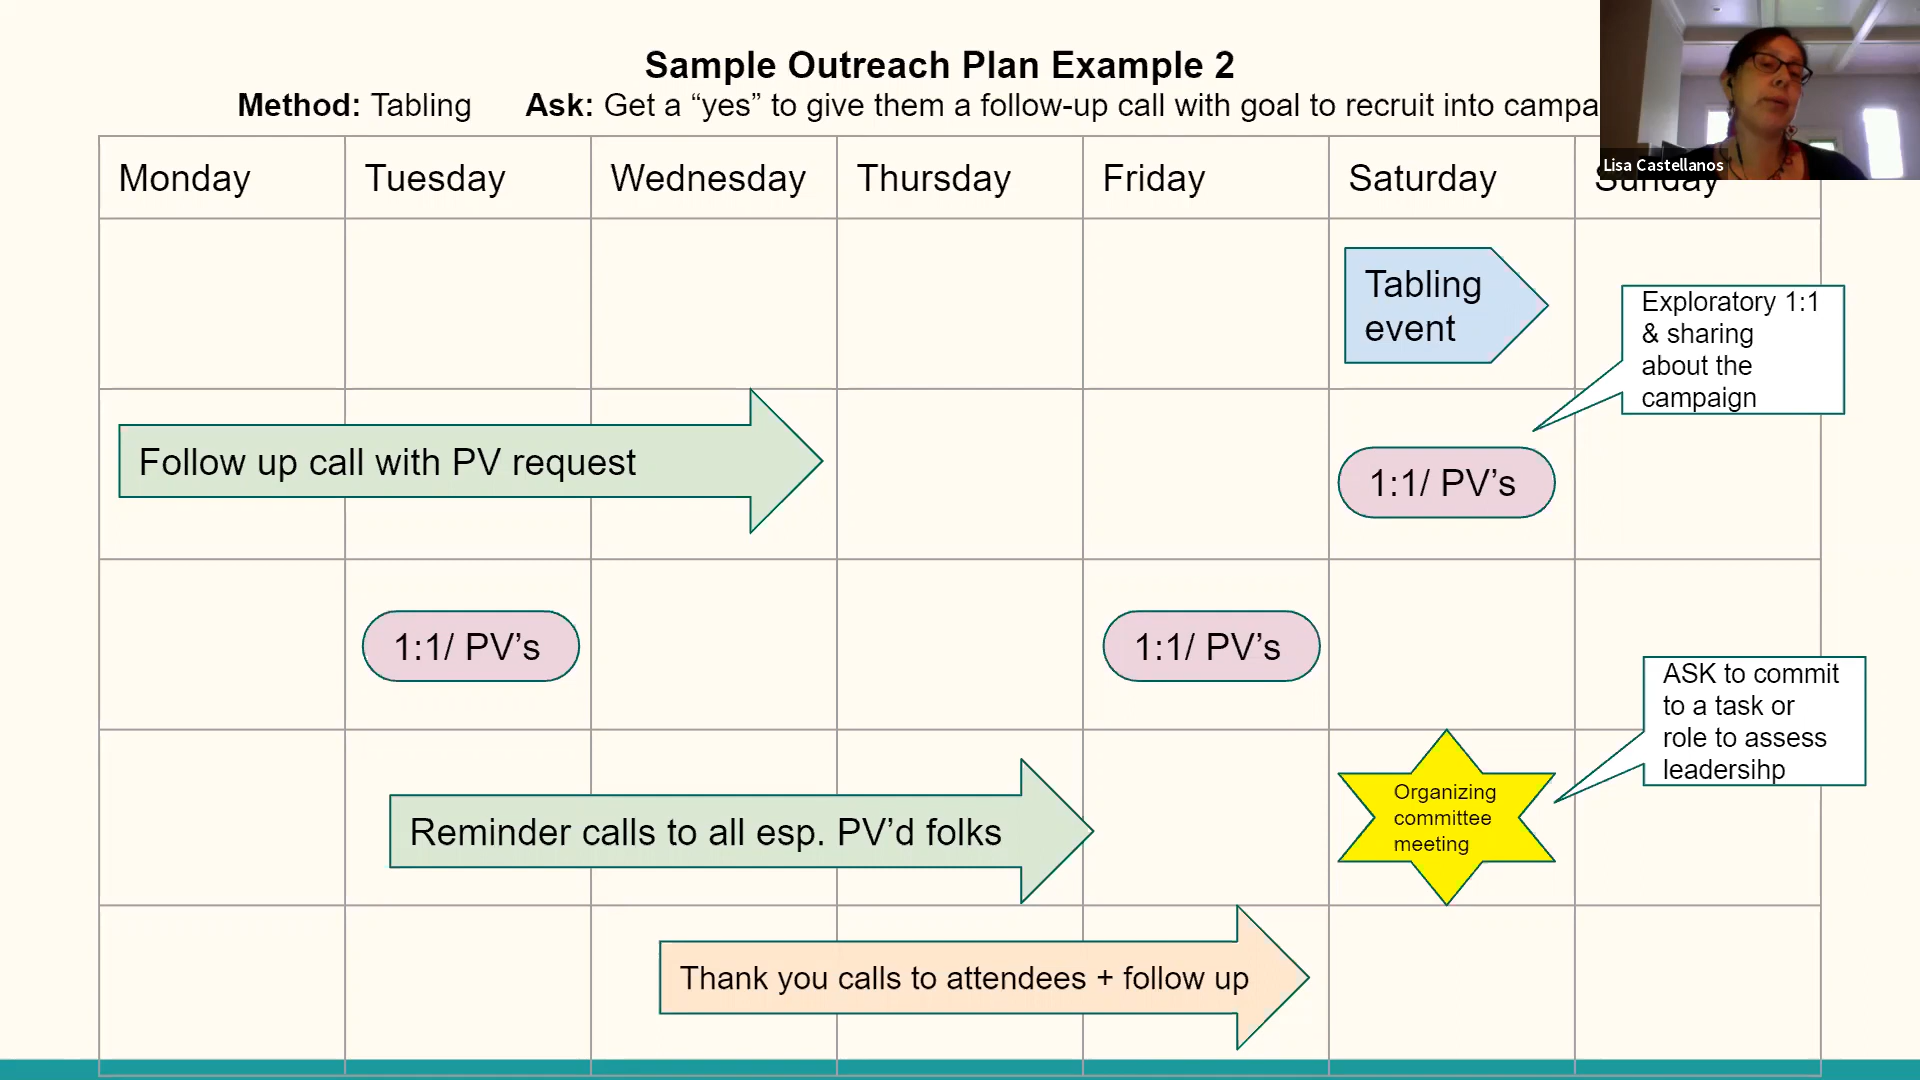 Sample Outreach Plan Example 2
Method: Tabling Ask: Get a “yes” to give them a follow-up call with goal to recruit into
Lisa Castellanos
Monday Tuesday Wednesday Thursday Friday Saturday Sunday
Tabling
event
Exploratory 1:1
& sharing
about the
campaign
Follow up call with PV request
1:1/ PV’s
1:1/ PV’s
1:1/ PV’s
ASK to commit
to a task or
role to assess
leadersihp
Reminder calls to all esp. PV’d folks
Organizing
committee
meeting
Thank you calls to attendees + follow up